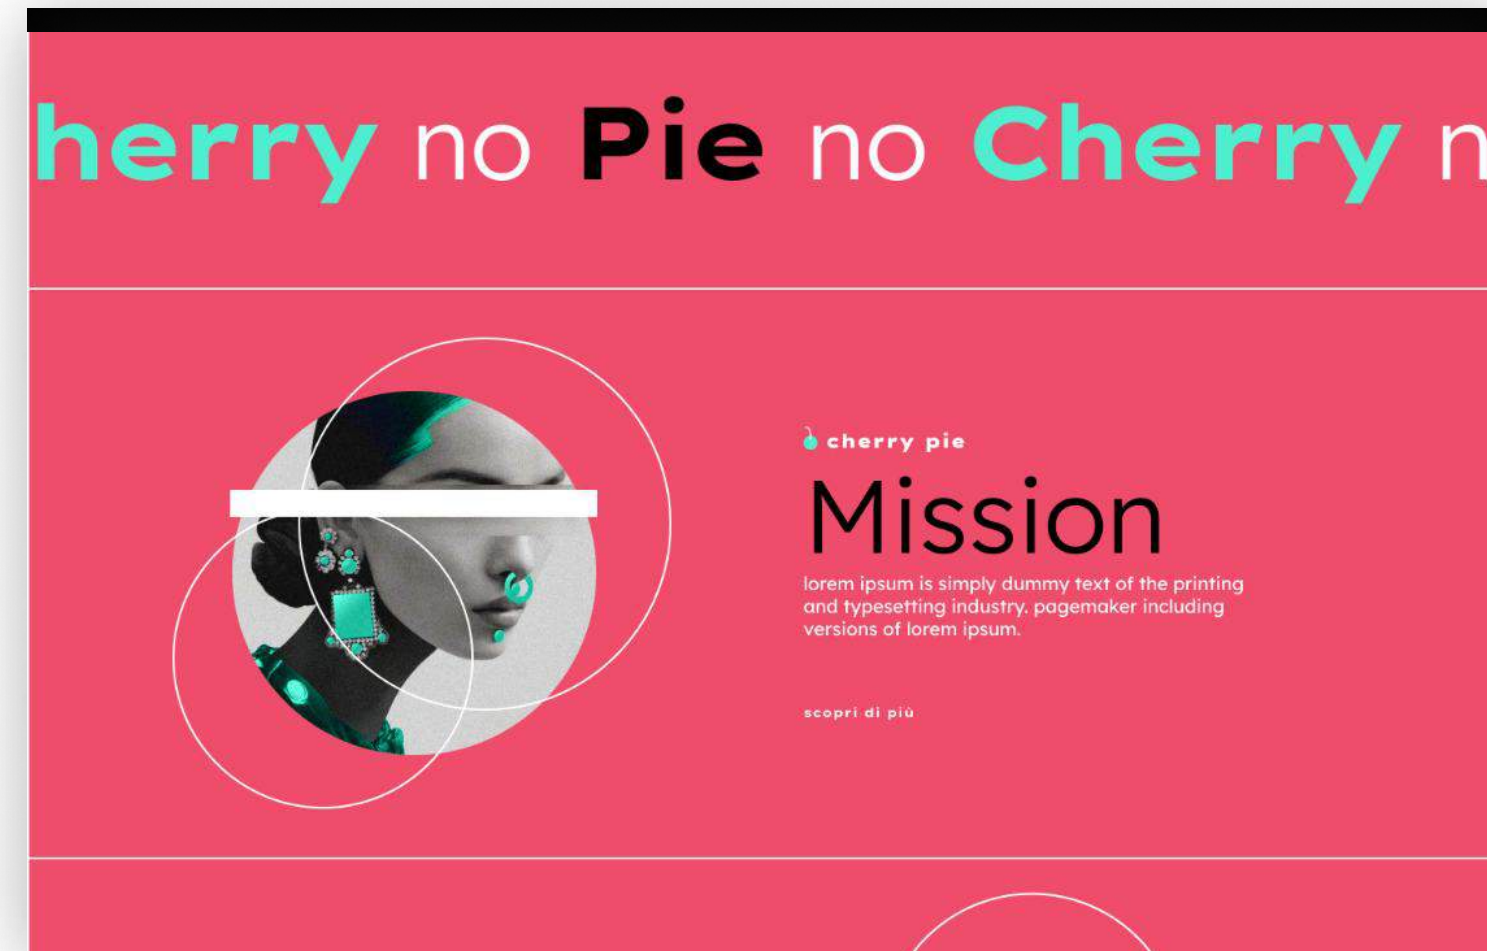 herry no Pie no Cherry n
cherry pie
Mission
lorem ipsum is simply dummy text of the printing
and typesetting industry. pagemaker including
versions of lorem ipsum.
scopri di più